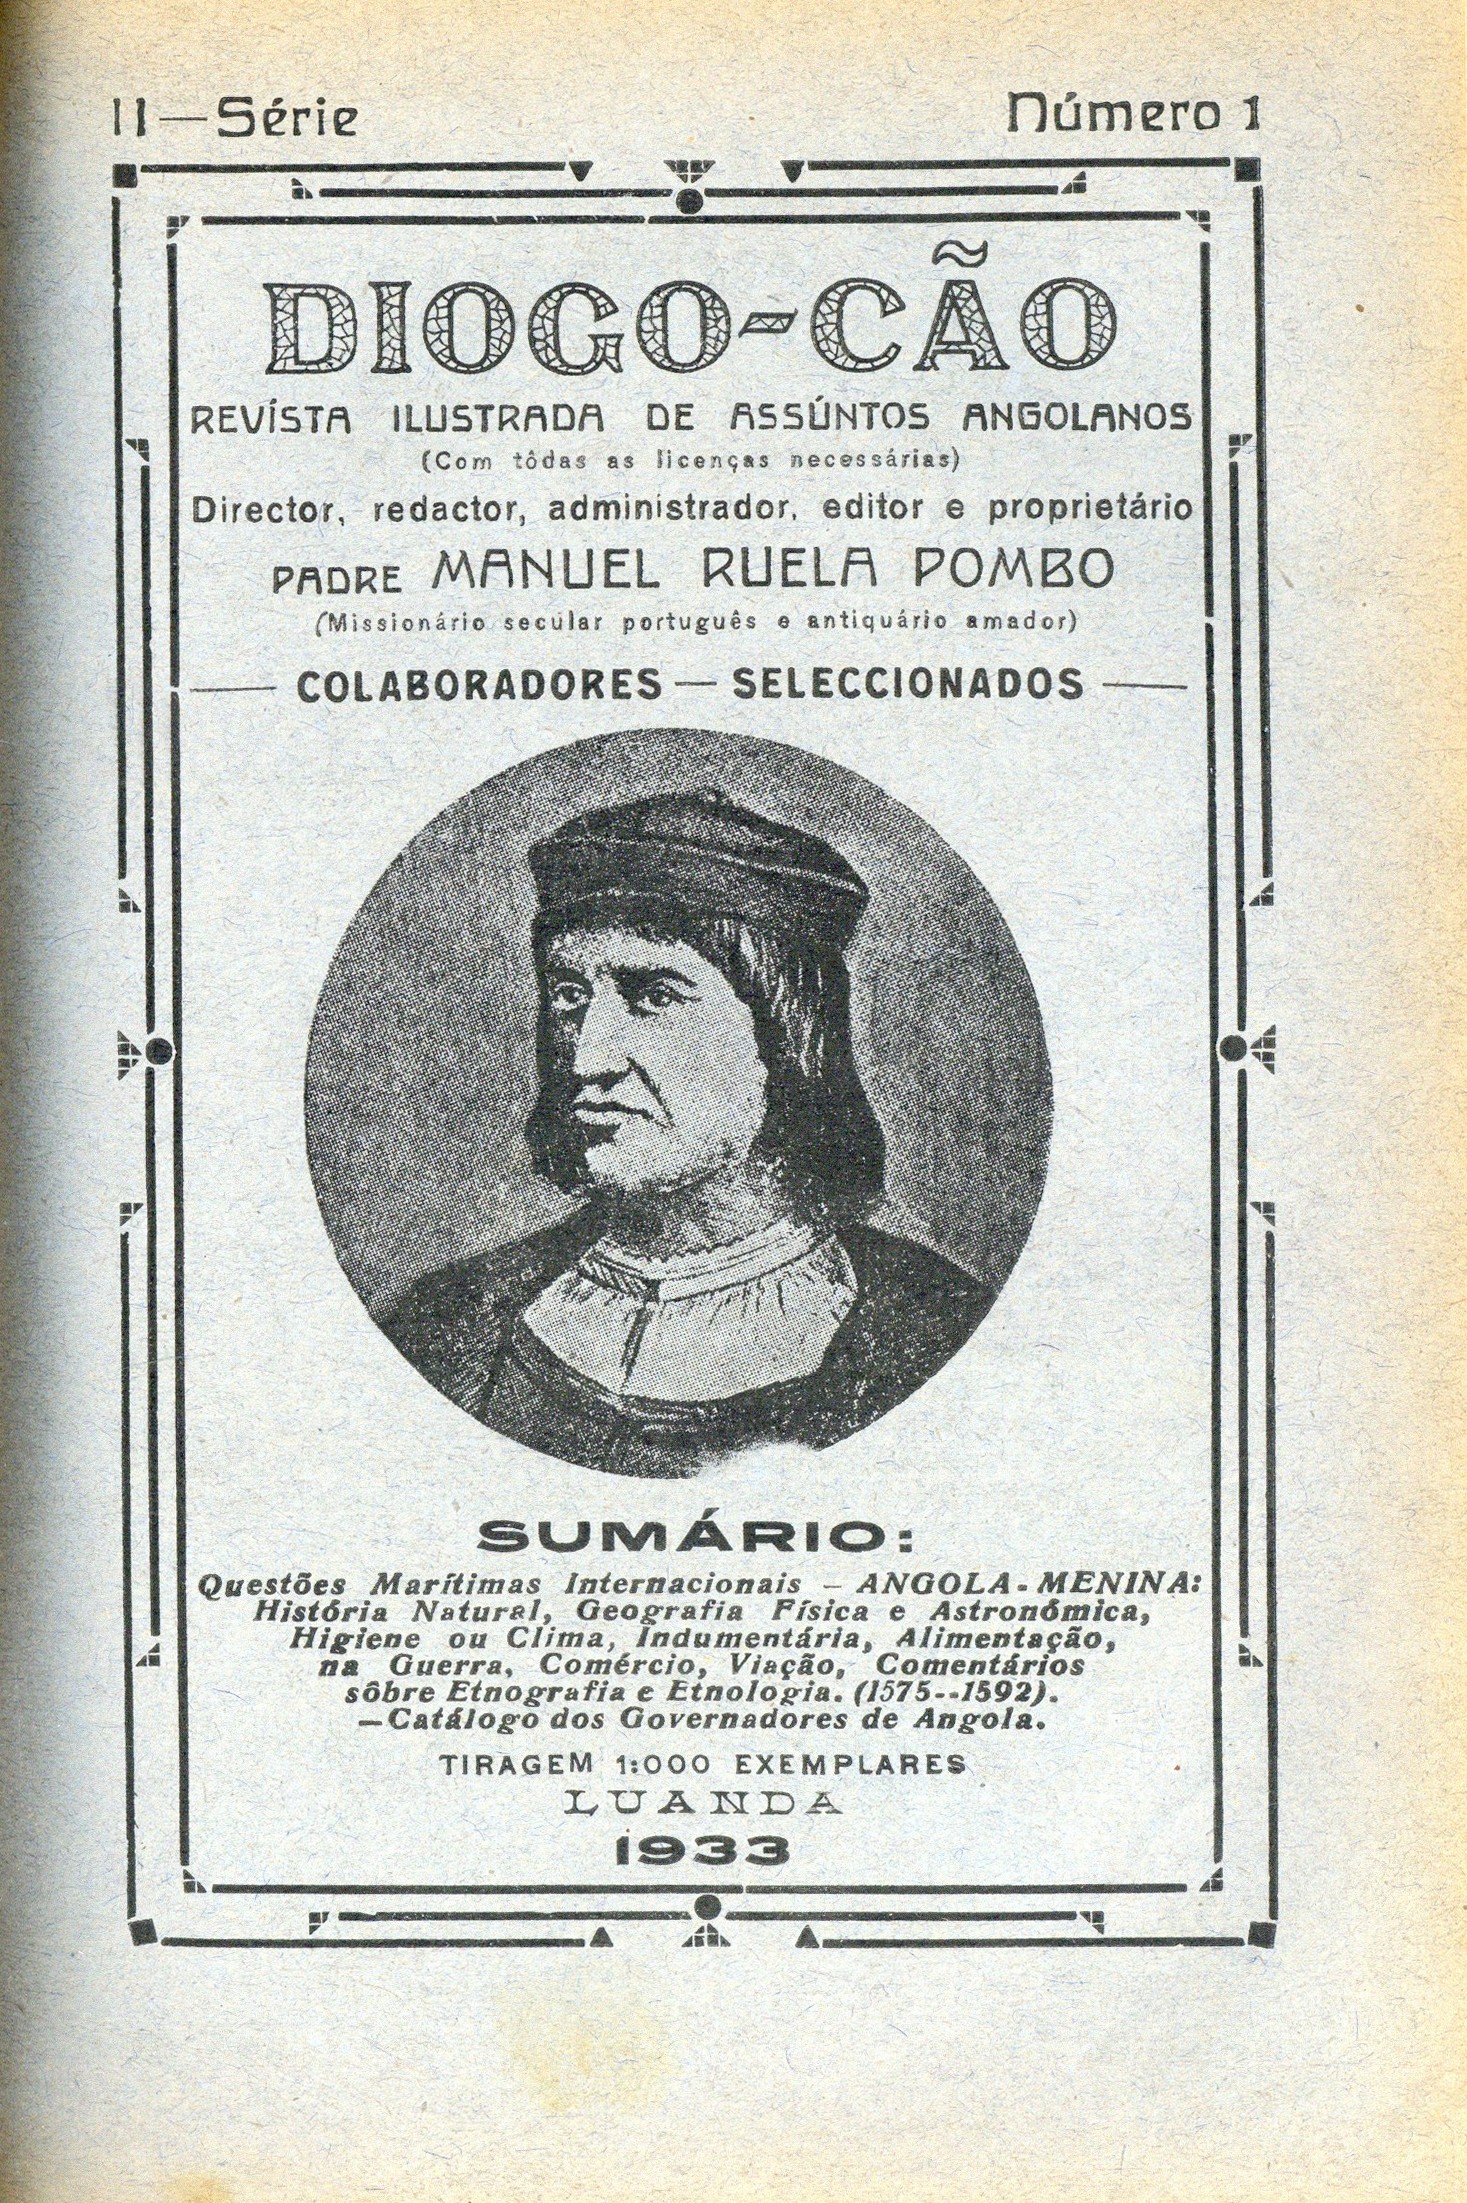 II—Série
Número 1
DIOGO-CÃO
REVÍSTA ILUSTRADA DE ASSÚNTOS ANGOLANOS
(Com tôdas as licenças necessárias)
Director, redactor, administrador, editor e proprietário
PADRE MANUEL RUELA POMBO
(Missionário secular português e antiquário amador)
COLABORADORES — SELECCIONADOS
SUMÁRIO:
Questões Marítimas Internacionais – ANGOLA-MENINA:
História Natural, Geografia Física e Astronómica,
Higiene ou Clima, Indumentária, Alimentação,
na Guerra, Comércio, Viação, Comentários
sôbre Etnografia e Etnologia. (1575--1592).
—Catálogo dos Governadores de Angola.
TIRAGEM 1:000 EXEMPLARES
LUANDA
1933